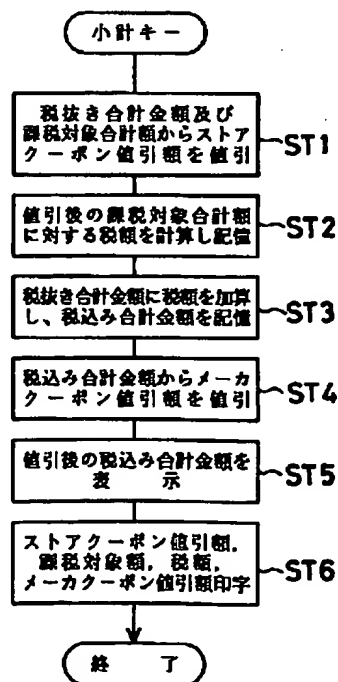 小計キー
税抜き合計金額及び
課税対象合計額からストア
クーポン値引額を値引
ST1
値引後の課税対象合計額
に対する税額を計算し記憶
ST2
税抜き合計金額に税額を加算
し、税込み合計金額を記憶
ST3
税込み合計金額からメーカ
クーポン値引額を値引
ST4
値引後の税込み合計金額を
表示
ST5
ストアクーポン値引額,
課税対象額, 税額,
メーカクーポン値引額印字
ST6
終了